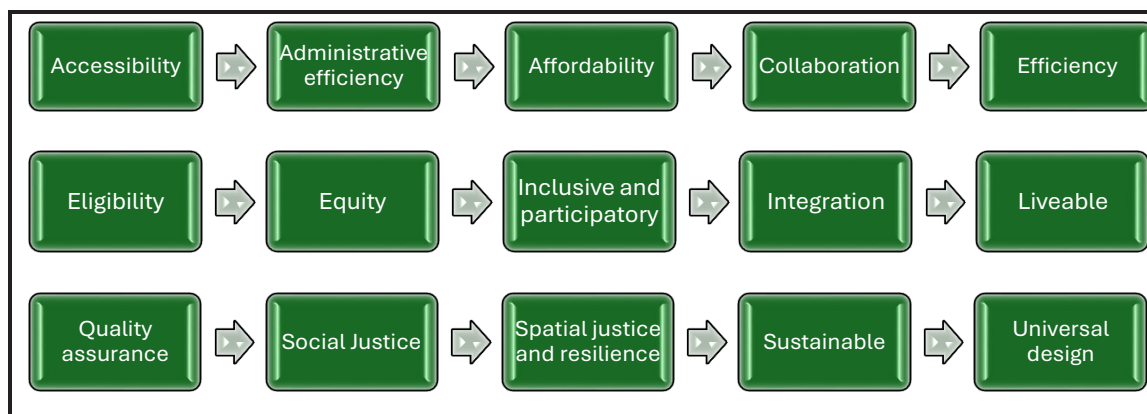 Accessibility
Administrative
efficiency
Affordability
Collaboration
Efficiency
Eligibility
Equity
Inclusive and
participatory
Integration
Liveable
Quality
assurance
Social Justice
Spatial justice
and resilience
Sustainable
Universal
design